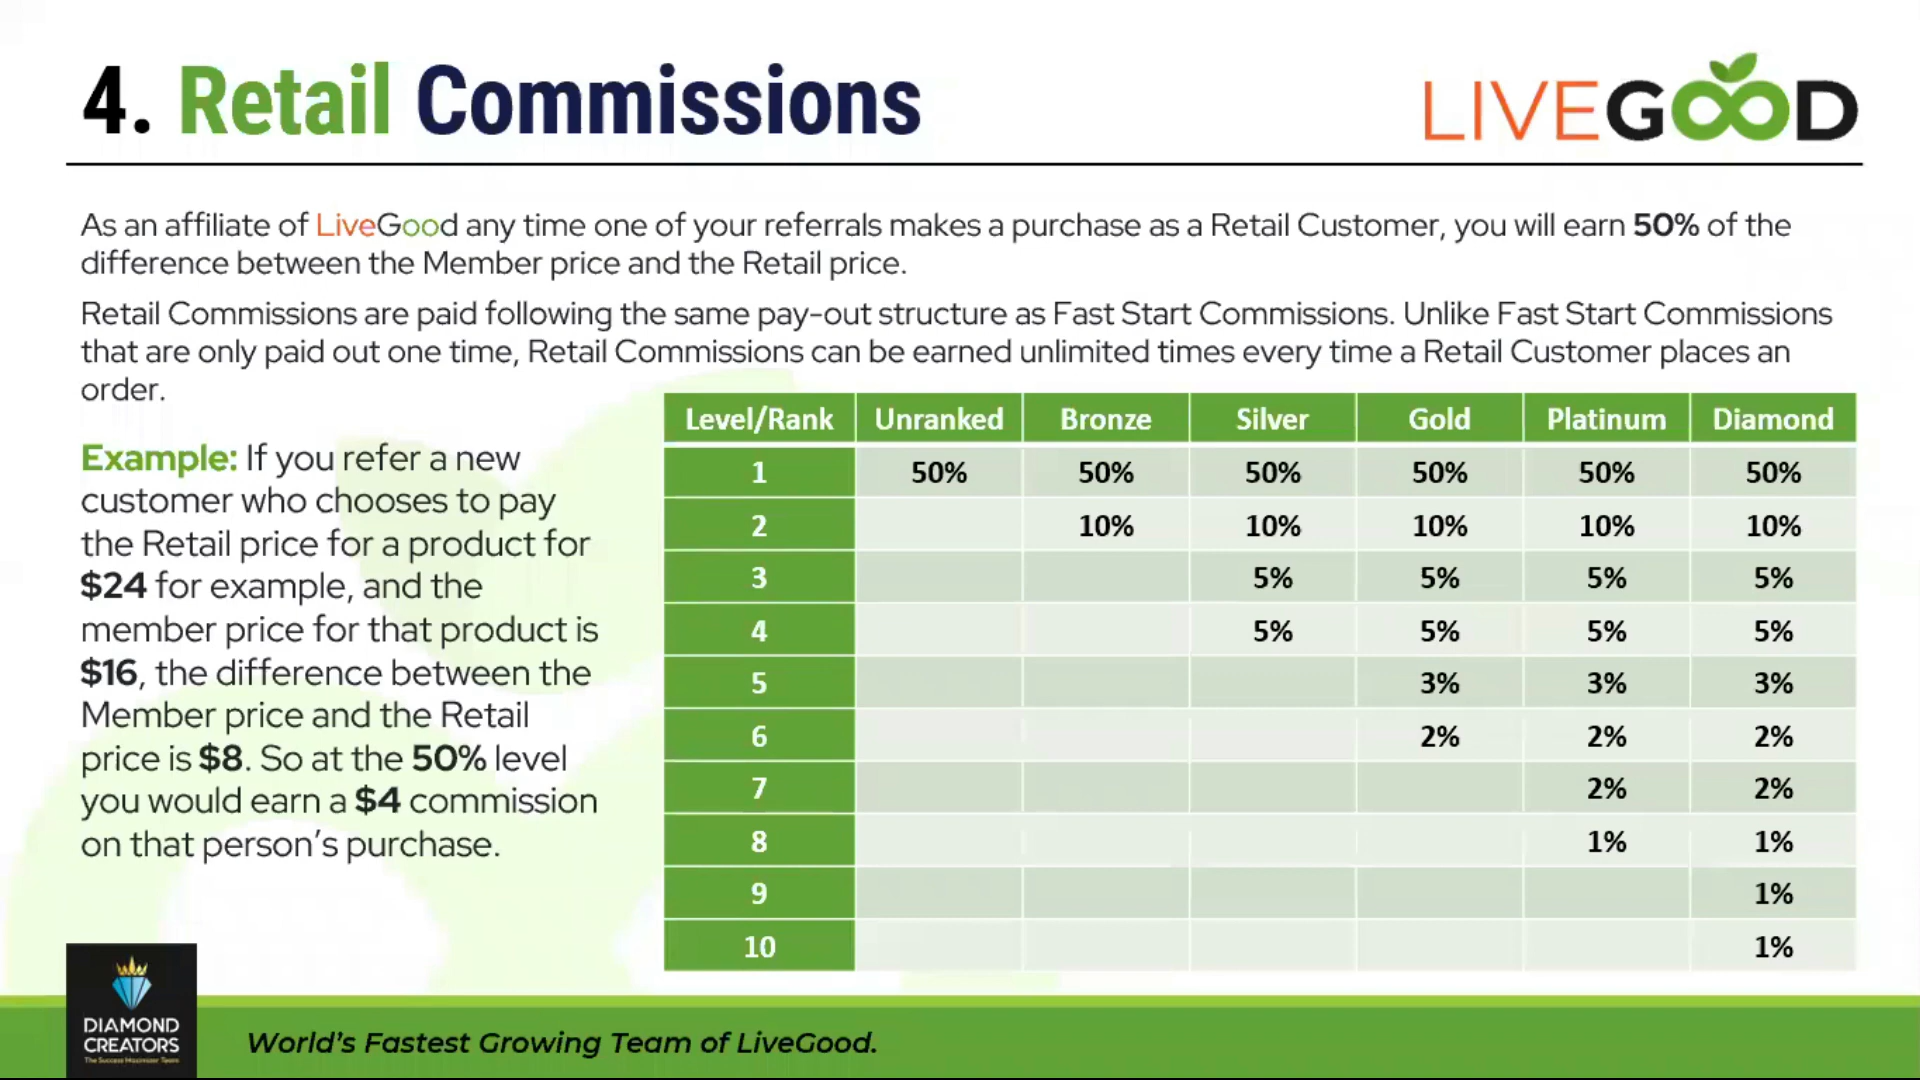 4. Retail Commissions
LIVEGOOD
As an affiliate of LiveGood any time one of your referrals makes a purchase as a Retail Customer, you will earn 50% of the
difference between the Member price and the Retail price.
Retail Commissions are paid following the same pay-out structure as Fast Start Commissions. Unlike Fast Start Commissions
that are only paid out one time, Retail Commissions can be earned unlimited times every time a Retail Customer places an
order.
Example: If you refer a new
customer who chooses to pay
the Retail price for a product for
$24 for example, and the
member price for that product is
$16, the difference between the
Member price and the Retail
price is $8. So at the 50% level
you would earn a $4 commission
on that person's purchase.
Level/Rank Unranked Bronze Silver Gold Platinum Diamond
1 50% 50% 50% 50% 50% 50%
2 10% 10% 10% 10% 10%
3 5% 5% 5% 5%
4 5% 5% 5% 5%
5 3% 3% 3%
6 2% 2% 2%
7 2% 2%
8 1% 1%
9 1%
10 1%
DIAMOND
CREATORS
The Success Maximizer Team
World's Fastest Growing Team of LiveGood.